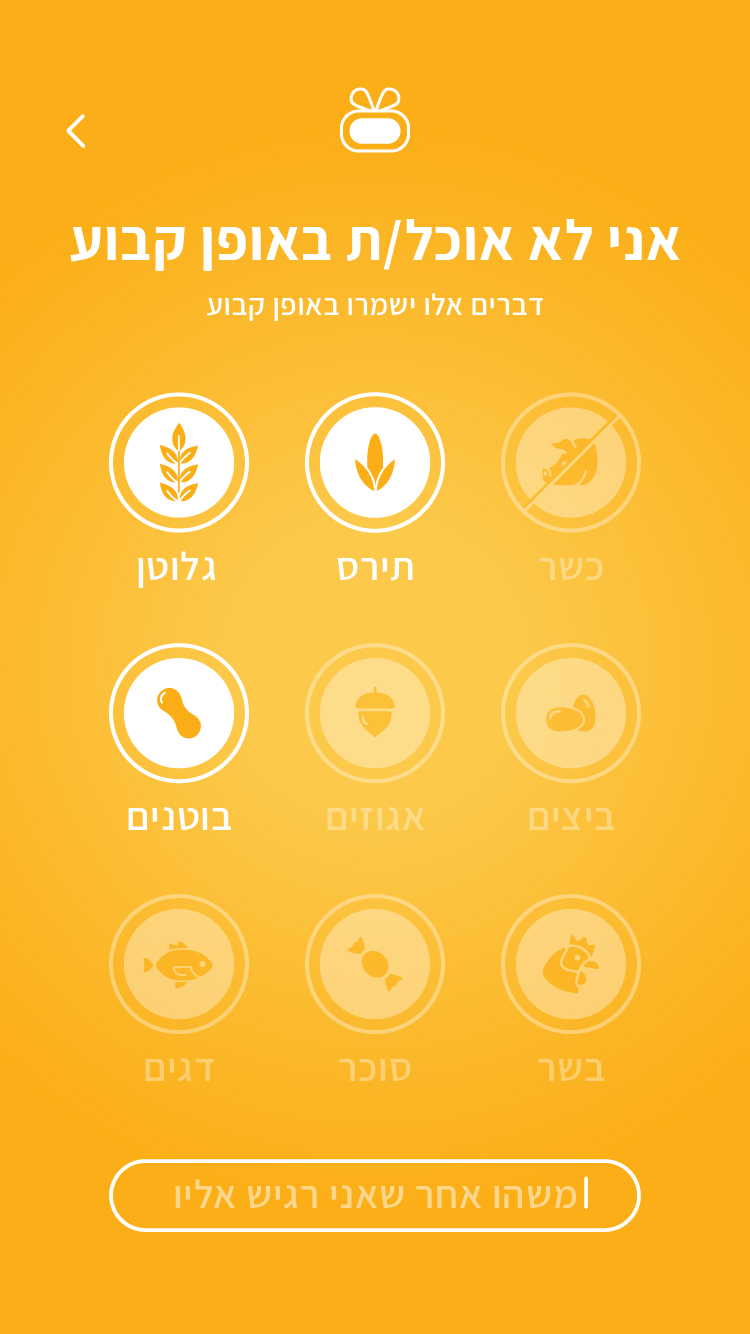 אני לא אוכל/ת באופן קבוע
דברים אלו ישמרו באופן קבוע
כשר
תירס
גלוטן
ביצים
אגוזים
בוטנים
בשר
סוכר
דגים
משהו אחר שאני רגיש אליו